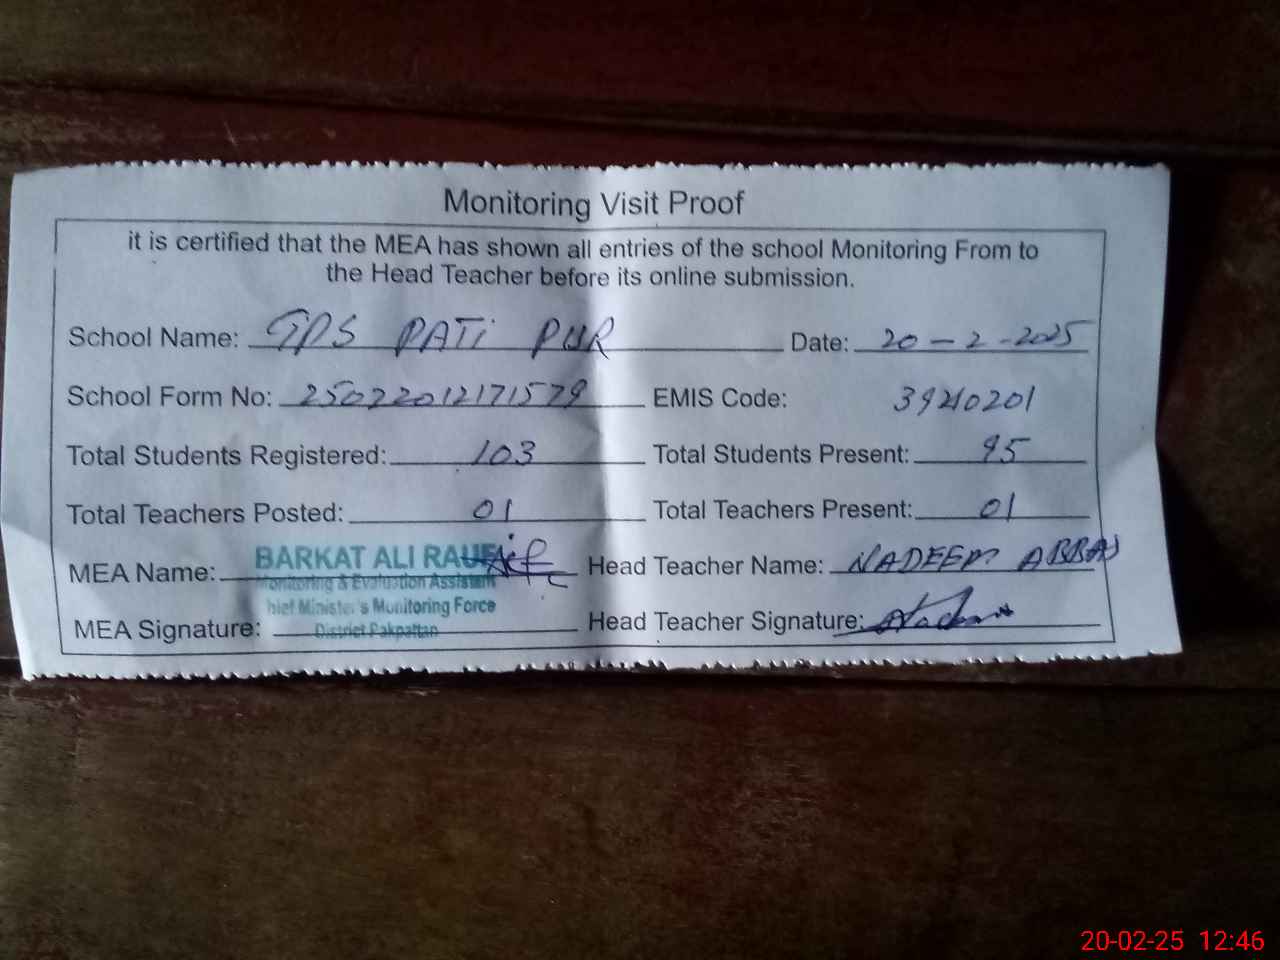 Monitoring Visit Proof
it is certified that the MEA has shown all entries of the school Monitoring From to
the Head Teacher before its online submission.
School Name: GPS PATi PUR Date: 20-2-2025
School Form No: 25022012171579 EMIS Code: 39210201
Total Students Registered: 103 Total Students Present: 95
Total Teachers Posted: 01 Total Teachers Present: 01
MEA Name: BARKAT ALI RAUF Head Teacher Name: NADEEM ABBAS
Monitoring & Evaluation Assistant
hief Minister's Monitoring Force
MEA Signature: Head Teacher Signature:
District Pakpattan
20-02-25 12:46